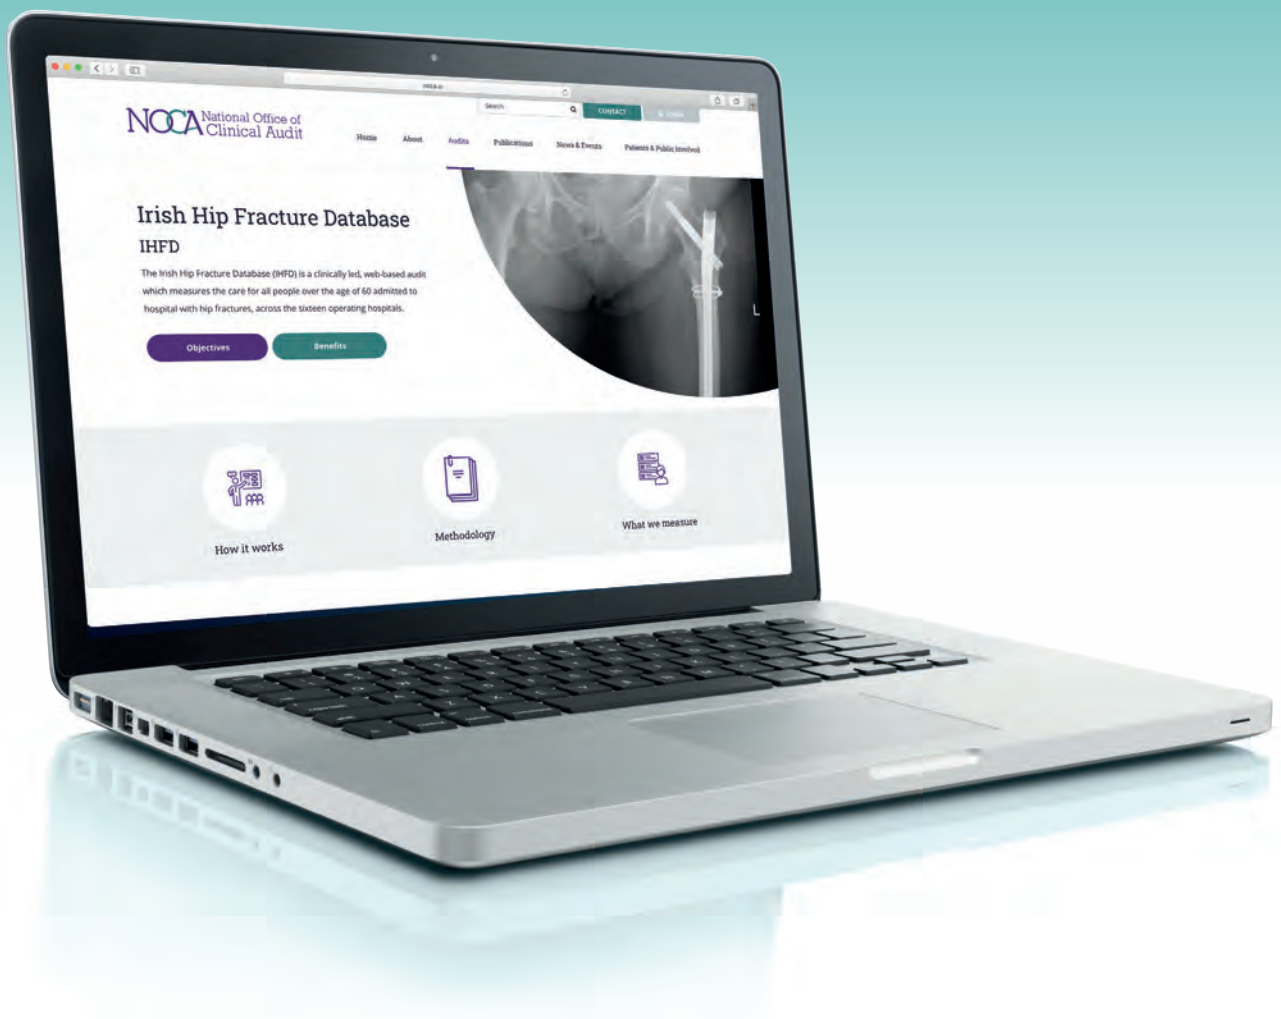 noca.ie
Search
CONTACT
LOGIN
NOCA National Office of
Clinical Audit
Home About Audits Publications News & Events Patients & Public Involved
Irish Hip Fracture Database
IHFD
The Irish Hip Fracture Database (IHFD) is a clinically led, web-based audit
which measures the care for all people over the age of 60 admitted to
hospital with hip fractures, across the sixteen operating hospitals.
Objectives Benefits
L
How it works Methodology What we measure